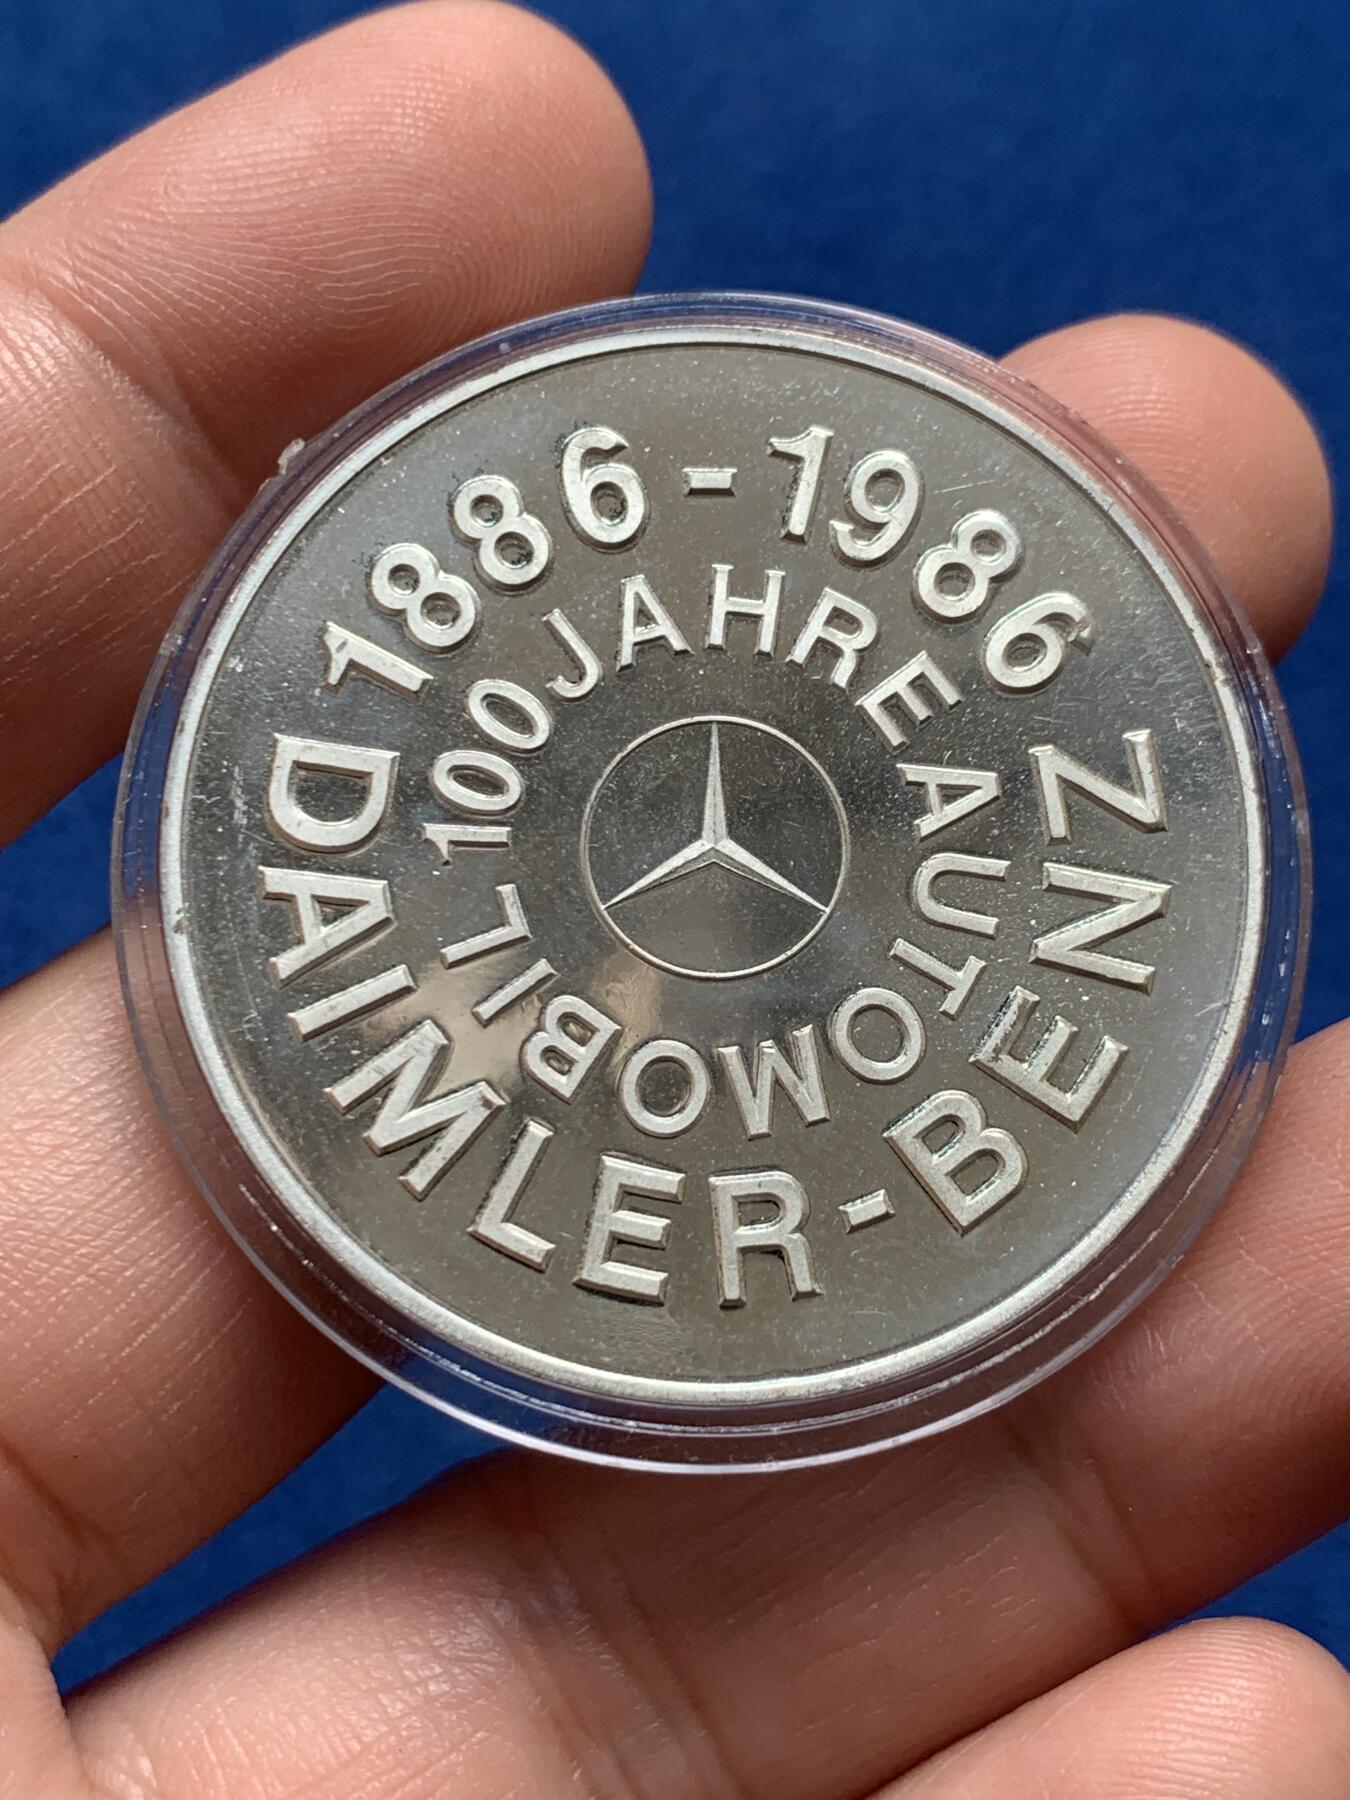 1886-1986
DAIMLER-BENZ
100 JAHRE AUTOMOBIL